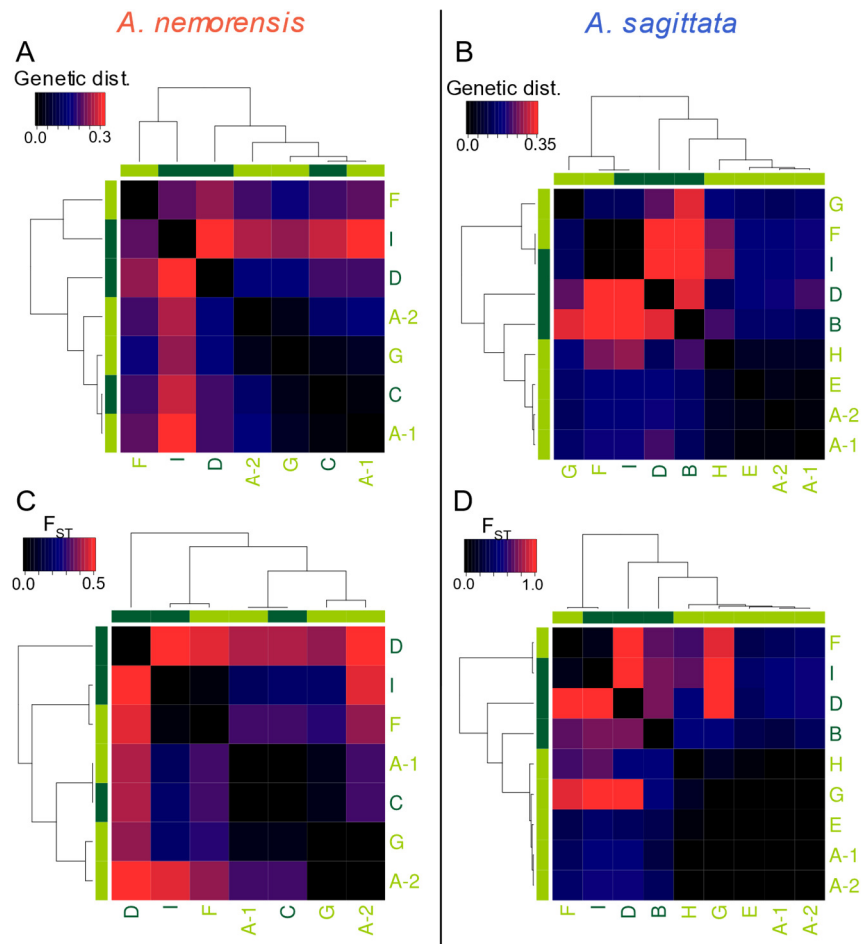 A. nemorensis
A. sagittata
A
Genetic dist.
0.0 0.3
F
I
D
A-2
G
C
A-1
F I D A-2 G C A-1
B
Genetic dist.
0.0 0.35
G
F
I
D
B
H
E
A-2
A-1
G F I D B H E A-2 A-1
C
FST
0.0 0.5
D
I
F
A-1
C
G
A-2
D I F A-1 C G A-2
D
FST
0.0 1.0
F
I
D
B
H
G
E
A-1
A-2
F I D B H G E A-1 A-2